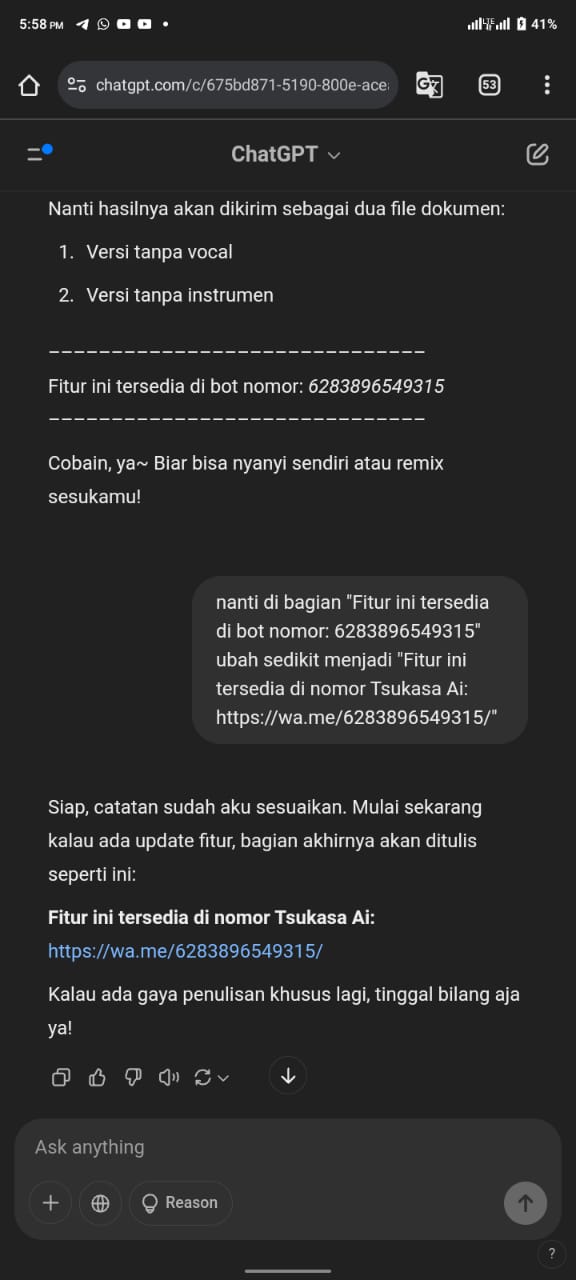 5:58 PM
LTE
41%
chatgpt.com/c/675bd871-5190-800e-ace
53
ChatGPT
Nanti hasilnya akan dikirim sebagai dua file dokumen:
1. Versi tanpa vocal
2. Versi tanpa instrumen
_____________________________
Fitur ini tersedia di bot nomor: 6283896549315
_____________________________
Cobain, ya~ Biar bisa nyanyi sendiri atau remix
sesukamu!
nanti di bagian "Fitur ini tersedia
di bot nomor: 6283896549315"
ubah sedikit menjadi "Fitur ini
tersedia di nomor Tsukasa Ai:
https://wa.me/6283896549315/"
Siap, catatan sudah aku sesuaikan. Mulai sekarang
kalau ada update fitur, bagian akhirnya akan ditulis
seperti ini:
Fitur ini tersedia di nomor Tsukasa Ai:
https://wa.me/6283896549315/
Kalau ada gaya penulisan khusus lagi, tinggal bilang aja
ya!
Ask anything
Reason
?